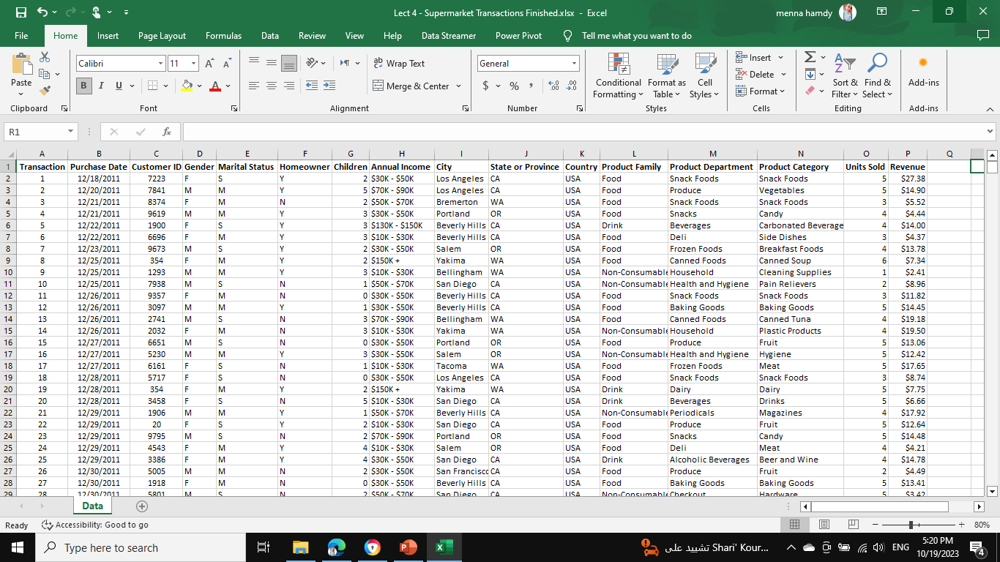 Lect 4 - Supermarket Transactions Finished.xlsx - Excel
menna hamdy
File Home Insert Page Layout Formulas Data Review View Help Data Streamer Power Pivot Tell me what you want to do
Calibri 11 Wrap Text General Insert
Paste B I U Merge & Center $ % , Conditional Formatting Format as Table Cell Styles Delete Format Sort & Filter Find & Select Add-ins
Clipboard Font Alignment Number Styles Cells Editing Add-ins
R1 fx
A B C D E F G H I J K L M N O P Q
1 Transaction Purchase Date Customer ID Gender Marital Status Homeowner Children Annual Income City State or Province Country Product Family Product Department Product Category Units Sold Revenue
2 1 12/18/2011 7223 F S Y 2 $30K - $50K Los Angeles CA USA Food Snack Foods Snack Foods 5 $27.38
3 2 12/20/2011 7841 M M Y 5 $70K - $90K Los Angeles CA USA Food Produce Vegetables 5 $14.90
4 3 12/21/2011 8374 F M N 2 $50K - $70K Bremerton WA USA Food Snack Foods Snack Foods 3 $5.52
5 4 12/21/2011 9619 M M Y 3 $30K - $50K Portland OR USA Food Snacks Candy 4 $4.44
6 5 12/22/2011 1900 F S Y 3 $130K - $150K Beverly Hills CA USA Drink Beverages Carbonated Beverage 4 $14.00
7 6 12/22/2011 6696 F M Y 3 $10K - $30K Beverly Hills CA USA Food Deli Side Dishes 3 $4.37
8 7 12/23/2011 9673 M S Y 2 $30K - $50K Salem OR USA Food Frozen Foods Breakfast Foods 4 $13.78
9 8 12/25/2011 354 F M Y 2 $150K + Yakima WA USA Food Canned Foods Canned Soup 6 $7.34
10 9 12/25/2011 1293 M M Y 3 $10K - $30K Bellingham WA USA Non-Consumable Household Cleaning Supplies 1 $2.41
11 10 12/25/2011 7938 M S N 1 $50K - $70K San Diego CA USA Non-Consumable Health and Hygiene Pain Relievers 2 $8.96
12 11 12/26/2011 9357 F M N 0 $30K - $50K Beverly Hills CA USA Food Snack Foods Snack Foods 3 $11.82
13 12 12/26/2011 3097 M M Y 1 $30K - $50K Beverly Hills CA USA Food Baking Goods Baking Goods 5 $14.45
14 13 12/26/2011 2741 M S N 3 $70K - $90K Bellingham WA USA Food Canned Foods Canned Tuna 4 $19.18
15 14 12/26/2011 2032 F M N 3 $10K - $30K Yakima WA USA Non-Consumable Household Plastic Products 4 $19.50
16 15 12/27/2011 6651 M S N 0 $30K - $50K Portland OR USA Food Produce Fruit 5 $13.06
17 16 12/27/2011 5230 M M Y 3 $30K - $50K Salem OR USA Non-Consumable Health and Hygiene Hygiene 5 $12.42
18 17 12/27/2011 6161 F S N 1 $10K - $30K Tacoma WA USA Food Frozen Foods Meat 5 $17.65
19 18 12/28/2011 5717 F S N 0 $30K - $50K Los Angeles CA USA Food Snack Foods Snack Foods 3 $8.74
20 19 12/28/2011 354 F M Y 2 $150K + Yakima WA USA Drink Dairy Dairy 5 $7.75
21 20 12/28/2011 3458 F S N 5 $10K - $30K San Diego CA USA Drink Beverages Drinks 5 $6.66
22 21 12/29/2011 1906 M M Y 1 $50K - $70K Beverly Hills CA USA Non-Consumable Periodicals Magazines 4 $17.92
23 22 12/29/2011 20 F S Y 2 $10K - $30K San Diego CA USA Food Produce Fruit 5 $12.64
24 23 12/29/2011 9795 M S N 2 $70K - $90K Portland OR USA Food Snacks Candy 5 $14.48
25 24 12/29/2011 4543 F M Y 4 $10K - $30K Salem OR USA Food Deli Meat 4 $4.21
26 25 12/29/2011 3386 F M Y 4 $30K - $50K San Diego CA USA Drink Alcoholic Beverages Beer and Wine 4 $14.78
27 26 12/30/2011 5005 M M N 2 $30K - $50K San Francisc CA USA Food Produce Fruit 2 $4.49
28 27 12/30/2011 1918 F M N 0 $30K - $50K Beverly Hills CA USA Food Baking Goods Baking Goods 5 $13.41
29 28 12/30/2011 5801 M S N 2 $50K - $70K San Diego CA USA Non-Consumable Checkout Hardware 5 $3.42
Data
Ready Accessibility: Good to go 80%
Type here to search تشييد على Shari' Kour... ENG 5:20 PM
10/19/2023 4